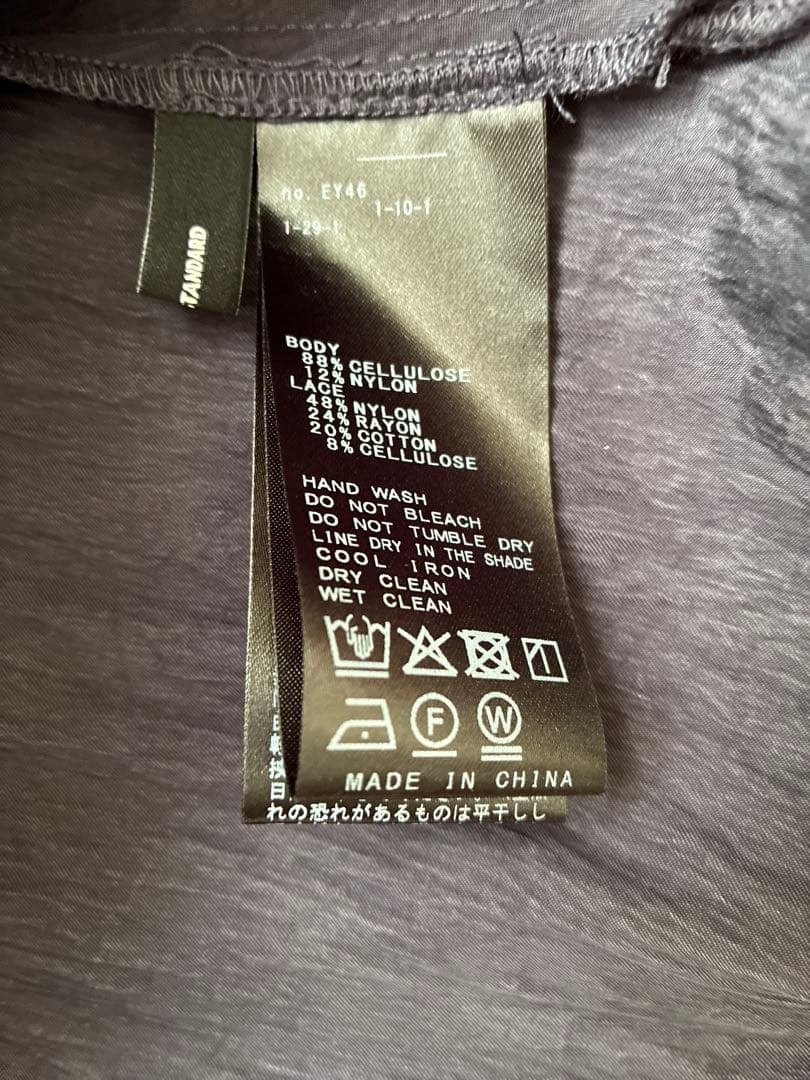 TANDARD
no. EY46
1-10-1
1-29-1
BODY
88% CELLULOSE
12% NYLON
LACE
48% NYLON
24% RAYON
20% COTTON
8% CELLULOSE
HAND WASH
DO NOT BLEACH
DO NOT TUMBLE DRY
LINE DRY IN THE SHADE
COOL IRON
DRY CLEAN
WET CLEAN
F
W
MADE IN CHINA
れの恐れがあるものは平干しし